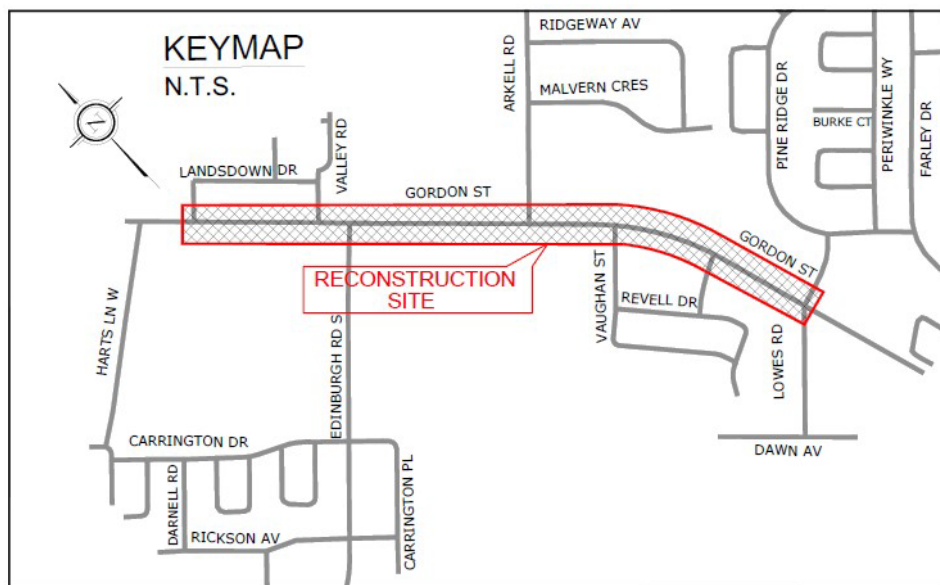 KEYMAP
N.T.S.
N
RIDGEWAY AV
ARKELL RD
MALVERN CRES
PINE RIDGE DR
PERIWINKLE WY
BURKE CT
FARLEY DR
VALLEY RD
LANDSDOWN DR
GORDON ST
GORDON ST
RECONSTRUCTION
SITE
VAUGHAN ST
REVELL DR
LOWES RD
HARTS LN W
EDINBURGH RD S
CARRINGTON DR
DAWN AV
DARNELL RD
CARRINGTON PL
RICKSON AV